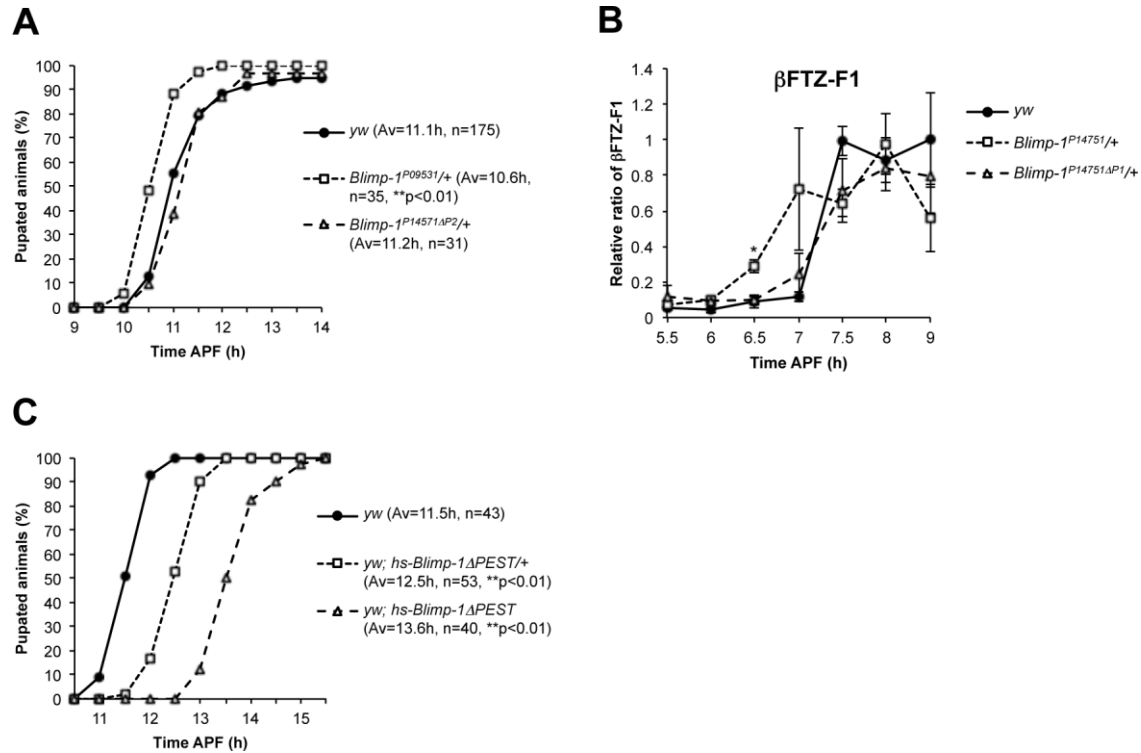 A
Pupated animals (%)
100
90
80
70
60
50
40
30
20
10
0
9 10 11 12 13 14
Time APF (h)
yw (Av=11.1h, n=175)
Blimp-1P09531/+ (Av=10.6h,
n=35, **p<0.01)
Blimp-1P14571ΔP2/+
(Av=11.2h, n=31)
B
βFTZ-F1
Relative ratio of βFTZ-F1
1.4
1.2
1
0.8
0.6
0.4
0.2
0
*
5.5 6 6.5 7 7.5 8 9
Time APF (h)
yw
Blimp-1P14751/+
Blimp-1P14751ΔP1/+
C
Pupated animals (%)
100
90
80
70
60
50
40
30
20
10
0
11 12 13 14 15
Time APF (h)
yw (Av=11.5h, n=43)
yw; hs-Blimp-1ΔPEST/+
(Av=12.5h, n=53, **p<0.01)
yw; hs-Blimp-1ΔPEST
(Av=13.6h, n=40, **p<0.01)